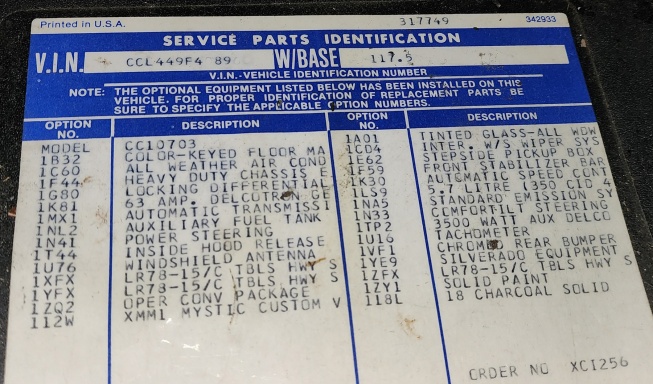 Printed in U.S.A. 317749 342933
SERVICE PARTS IDENTIFICATION
V.I.N. CCL449F4 89 W/BASE 117.5
V.I.N.-VEHICLE IDENTIFICATION NUMBER
NOTE: THE OPTIONAL EQUIPMENT LISTED BELOW HAS BEEN INSTALLED ON THIS
VEHICLE. FOR PROPER IDENTIFICATION OF REPLACEMENT PARTS BE
SURE TO SPECIFY THE APPLICABLE OPTION NUMBERS.
OPTION NO. DESCRIPTION OPTION NO. DESCRIPTION
MODEL CC10703 1A01 TINTED GLASS-ALL WDW
1B32 COLOR-KEYED FLOOR MA 1CD4 INTER. W/S WIPER SYS
1C60 ALL WEATHER AIR COND 1E62 STEPSIDE PICKUP BOX
1F44 HEAVY DUTY CHASSIS E 1F59 FRONT STABILIZER BAR
1G80 LOCKING DIFFERENTIAL 1K30 AUTOMATIC SPEED CONT
1K81 63 AMP. DELCOTRON GE 1LS9 5.7 LITRE (350 CID 4
1MX1 AUTOMATIC TRANSMISSI 1NA5 STANDARD EMISSION SY
1NL2 AUXILIARY FUEL TANK 1N33 COMFORTILT STEERING
1N41 POWER STEERING 1TP2 3500 WATT AUX DELCO
1T44 INSIDE HOOD RELEASE 1U16 TACHOMETER
1U76 WINDSHIELD ANTENNA 1VF1 CHROMED REAR BUMPER
1XFX LR78-15/C TBLS HWY S 1YE9 SILVERADO EQUIPMENT
1YFX LR78-15/C TBLS HWY S 1ZFX LR78-15/C TBLS HWY S
1ZQ2 OPER CONV PACKAGE 1ZY1 SOLID PAINT
112W XMM1 MYSTIC CUSTOM V 118L 18 CHARCOAL SOLID
ORDER NO XC1256